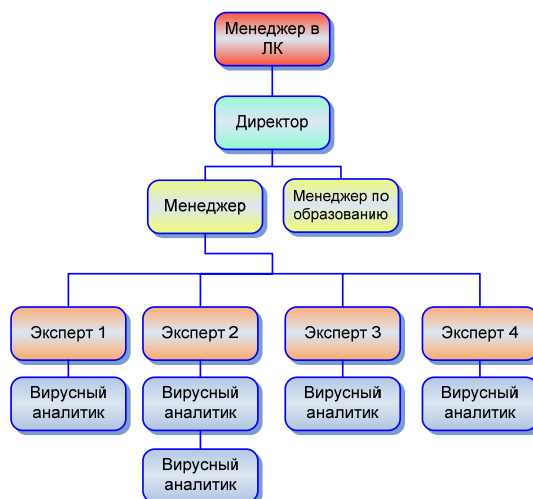 Менеджер в
ЛК
Директор
Менеджер
Менеджер по
образованию
Эксперт 1
Эксперт 2
Эксперт 3
Эксперт 4
Вирусный
аналитик
Вирусный
аналитик
Вирусный
аналитик
Вирусный
аналитик
Вирусный
аналитик